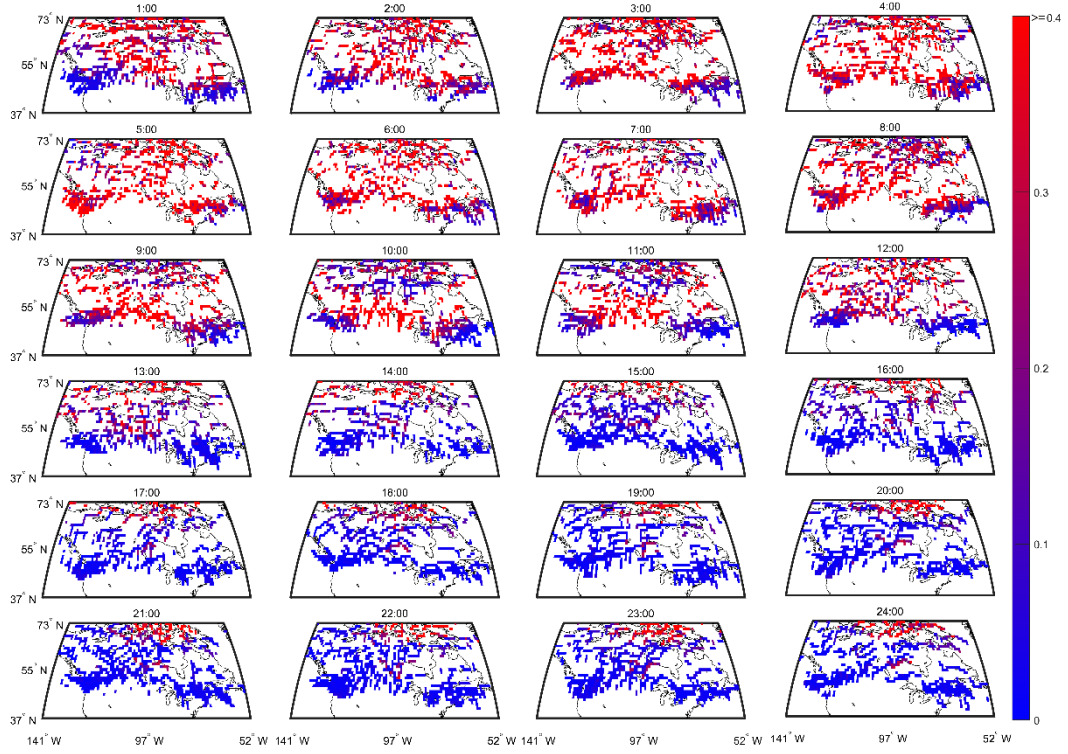 1:00 2:00 3:00 4:00
73° N >=0.4
55° N
37° N
5:00 6:00 7:00 8:00
73° N
55° N 0.3
37° N
9:00 10:00 11:00 12:00
73° N
55° N
37° N 0.2
13:00 14:00 15:00 16:00
73° N
55° N
37° N
17:00 18:00 19:00 20:00
73° N
55° N 0.1
37° N
21:00 22:00 23:00 24:00
73° N
55° N
37° N 0
141° W 97° W 52° W 141° W 97° W 52° W 141° W 97° W 52° W 141° W 97° W 52° W